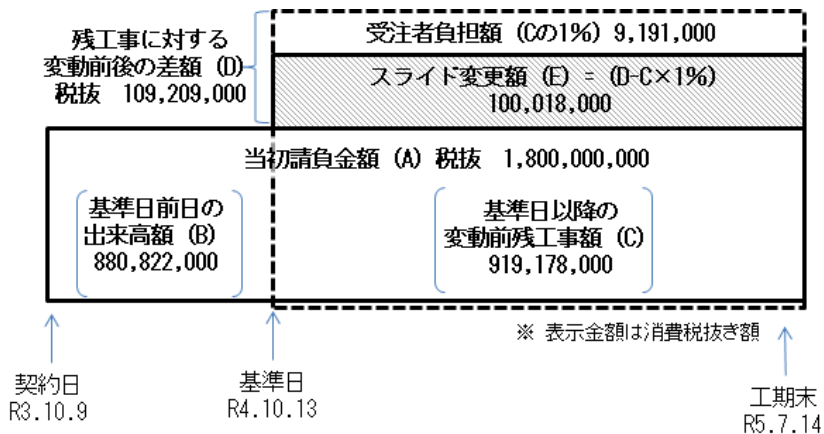 残工事に対する
変動前後の差額（D）
税抜　109,209,000
受注者負担額（Cの1%）9,191,000
スライド変更額（E）＝（D-C×1%）
100,018,000
当初請負金額（A）税抜　1,800,000,000
基準日前日の
出来高額（B）
880,822,000
基準日以降の
変動前残工事額（C）
919,178,000
※ 表示金額は消費税抜き額
契約日
R3.10.9
基準日
R4.10.13
工期末
R5.7.14